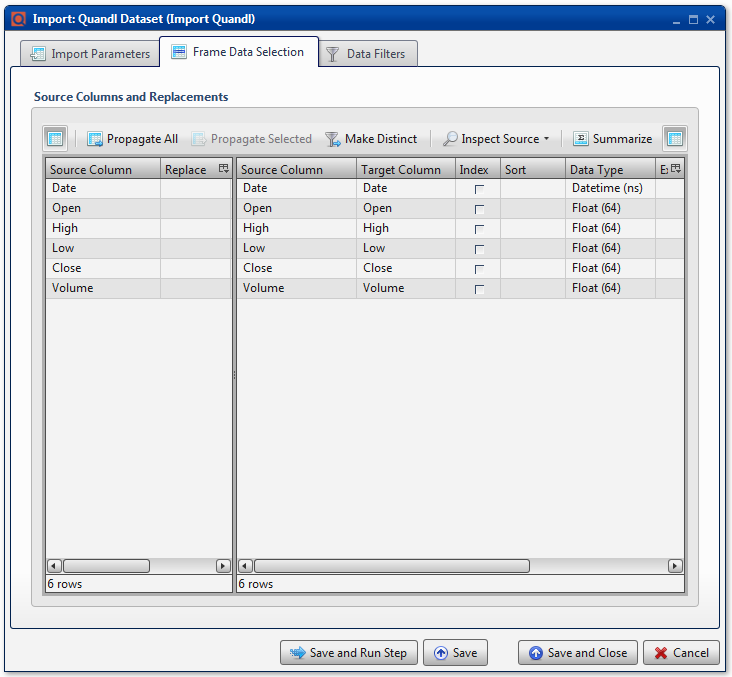 Import: Quandl Dataset (Import Quandl)
Import Parameters Frame Data Selection Data Filters
Source Columns and Replacements
Propagate All Propagate Selected Make Distinct Inspect Source Summarize
Source Column Replace Source Column Target Column Index Sort Data Type
Date Date Date Datetime (ns)
Open Open Open Float (64)
High High High Float (64)
Low Low Low Float (64)
Close Close Close Float (64)
Volume Volume Volume Float (64)
6 rows 6 rows
Save and Run Step Save Save and Close Cancel